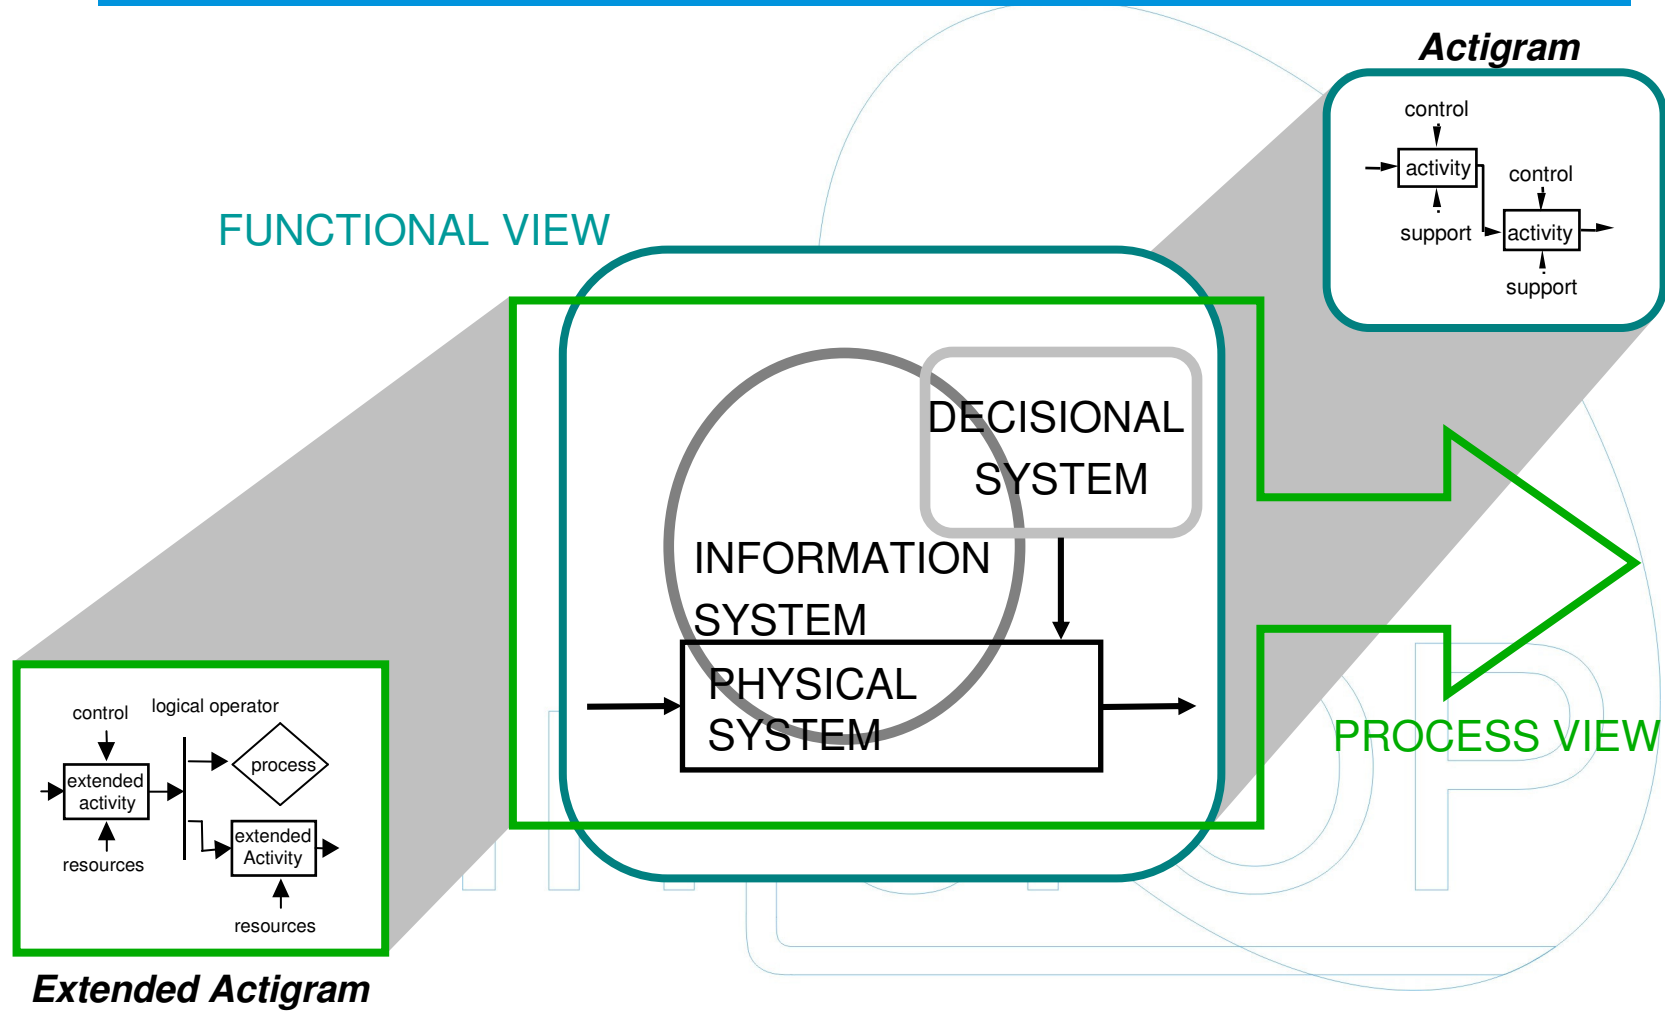 Actigram
control
activity
control
support
activity
support
FUNCTIONAL VIEW
DECISIONAL
SYSTEM
INFORMATION
SYSTEM
PHYSICAL
SYSTEM
PROCESS VIEW
logical operator
control
process
extended
activity
extended
Activity
resources
resources
Extended Actigram